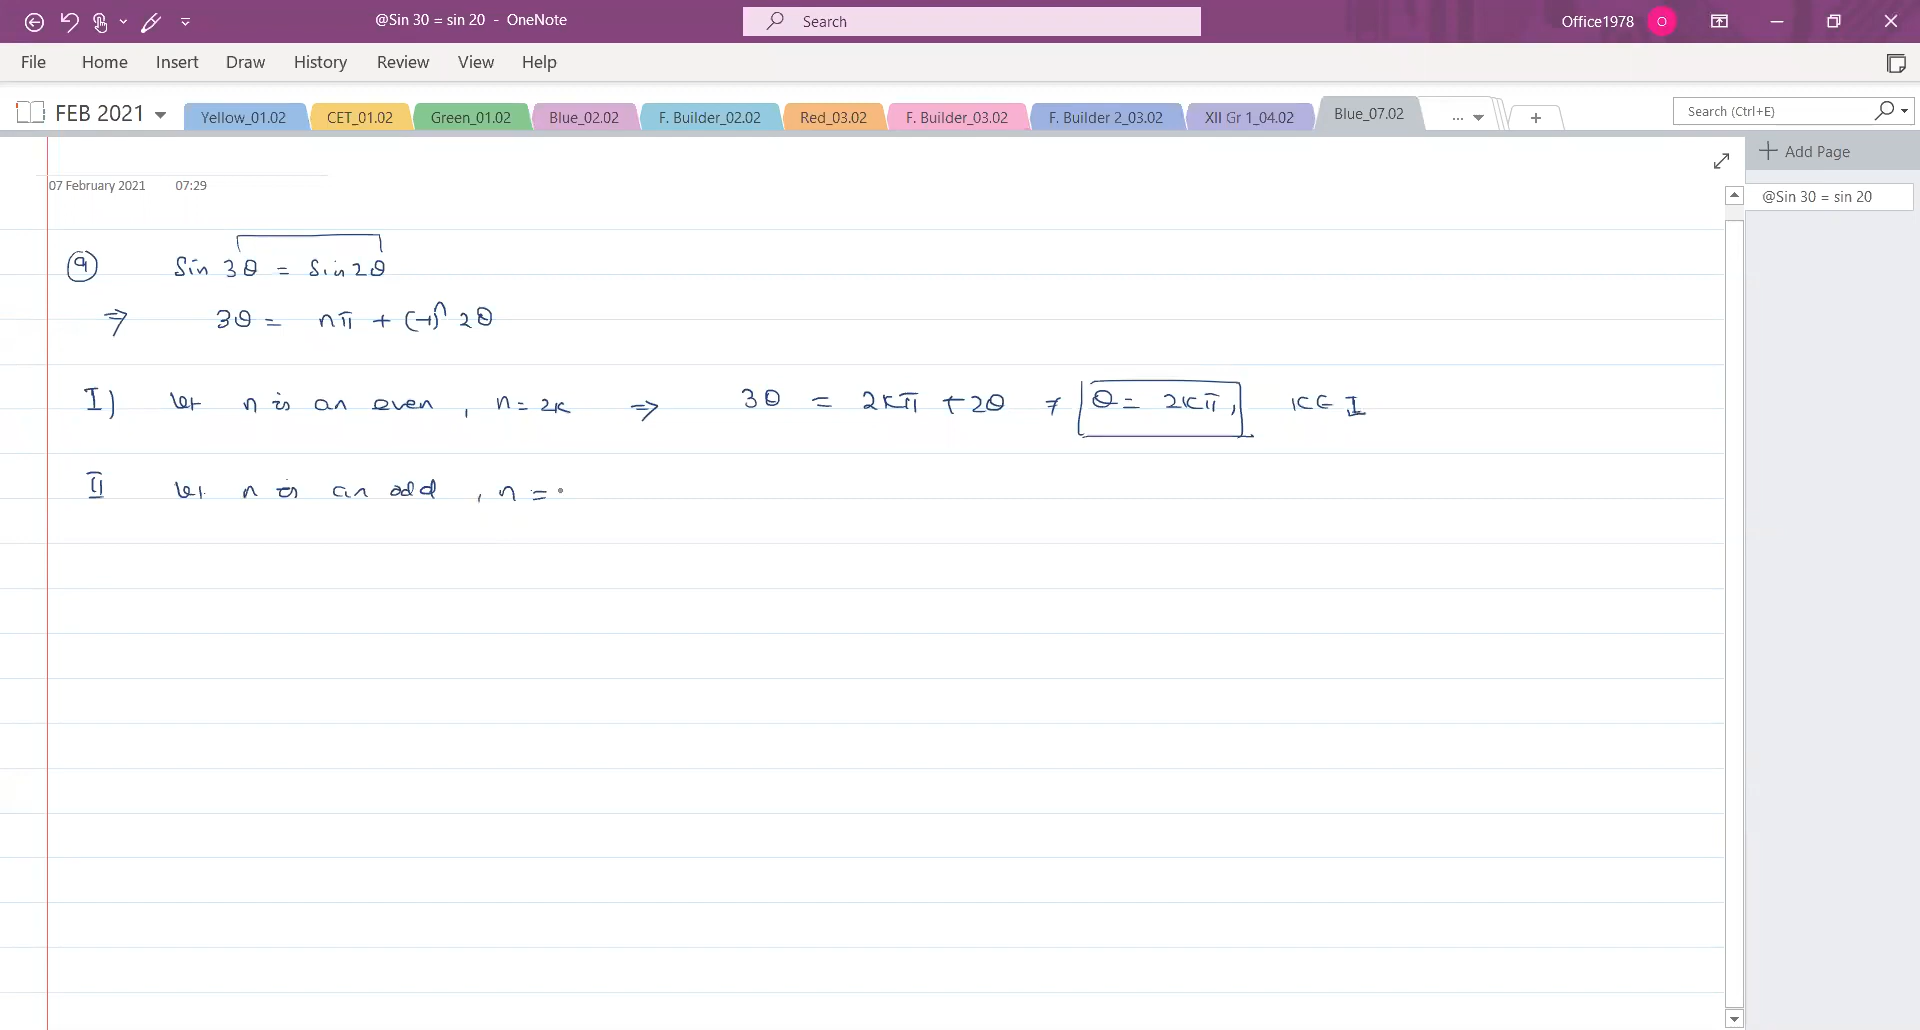 @Sin 30 = sin 20 - OneNote
Search
Office1978
O
File Home Insert Draw History Review View Help
FEB 2021
Yellow_01.02 CET_01.02 Green_01.02 Blue_02.02 F. Builder_02.02 Red_03.02 F. Builder_03.02 F. Builder 2_03.02 XII Gr 1_04.02 Blue_07.02 ... +
Search (Ctrl+E)
Add Page
@Sin 30 = sin 20
07 February 2021 07:29
Sin 3θ = Sin 2θ
⇒ 3θ = nπ + (-1)^n 2θ
I) let n is an even , n = 2k ⇒ 3θ = 2kπ + 2θ θ = 2kπ, k ∈ I
II let n is an odd , n =